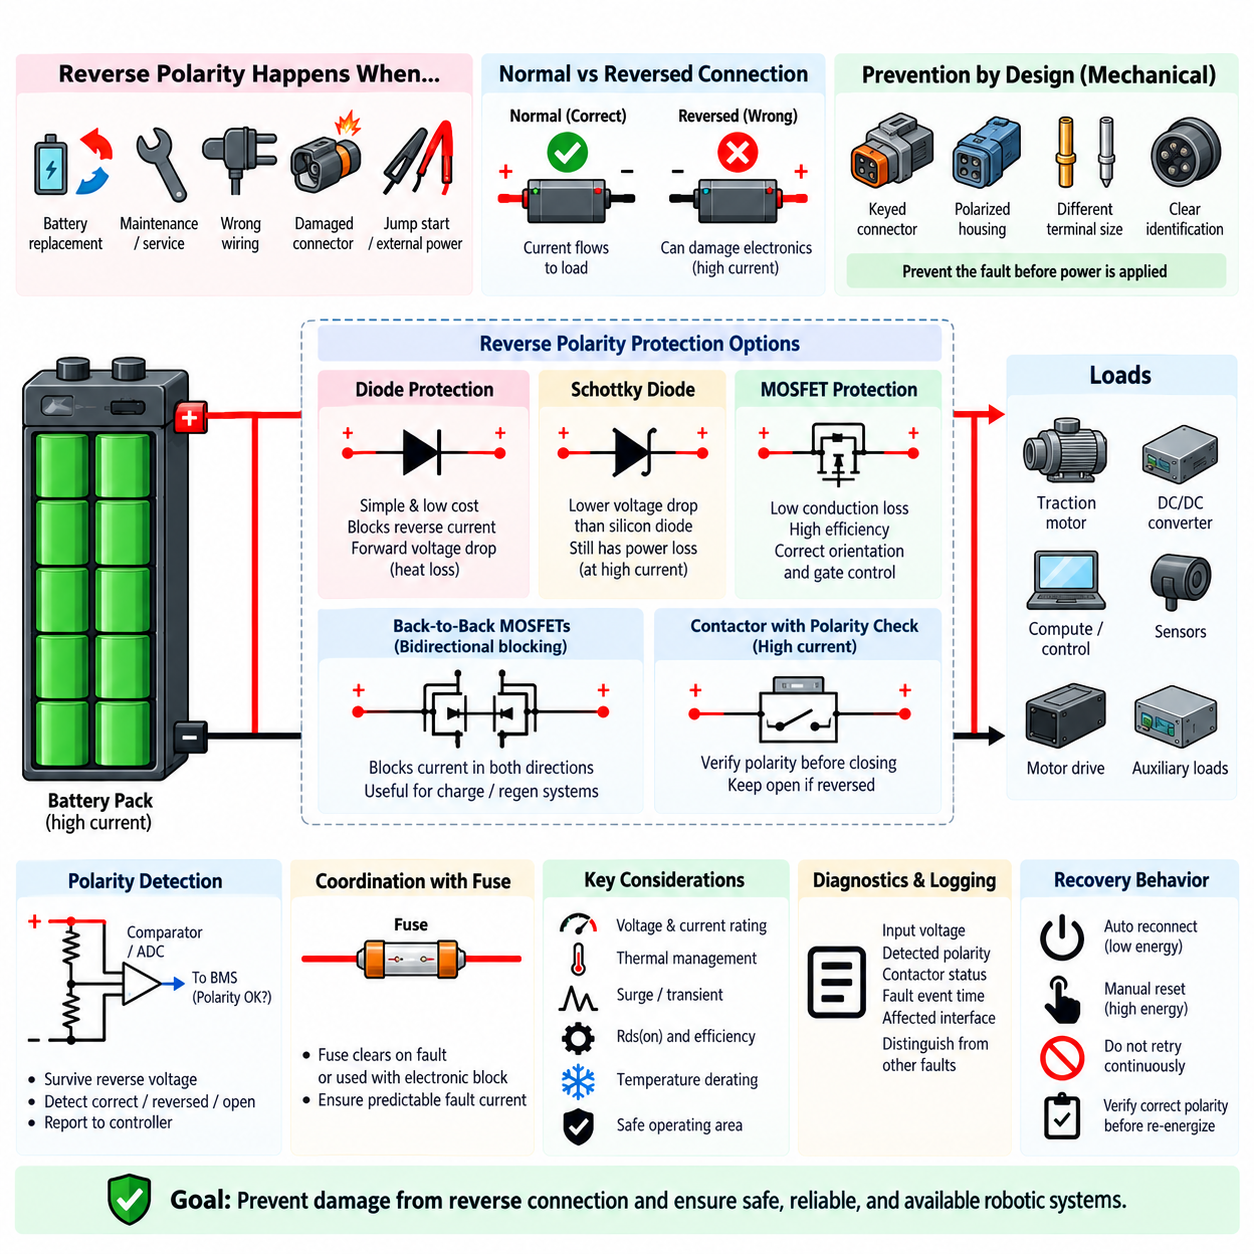 Reverse Polarity Happens When...
Battery
replacement
Maintenance
/ service
Wrong
wiring
Damaged
connector
Jump start
/ external power
Normal vs Reversed Connection
Normal (Correct)
+
−
Current flows
to load
Reversed (Wrong)
−
+
Can damage electronics
(high current)
Prevention by Design (Mechanical)
Keyed
connector
Polarized
housing
Different
terminal size
Clear
identification
Prevent the fault before power is applied
+
−
Battery Pack
(high current)
Reverse Polarity Protection Options
Diode Protection
+
+
Simple & low cost
Blocks reverse current
Forward voltage drop
(heat loss)
Schottky Diode
+
+
Lower voltage drop
than silicon diode
Still has power loss
(at high current)
MOSFET Protection
+
+
Low conduction loss
High efficiency
Correct orientation
and gate control
Back-to-Back MOSFETs
(Bidirectional blocking)
+
+
Blocks current in both directions
Useful for charge / regen systems
Contactor with Polarity Check
(High current)
+
+
Verify polarity before closing
Keep open if reversed
Loads
Traction
motor
DC/DC
converter
Compute /
control
Sensors
Motor drive
Auxiliary loads
Polarity Detection
+
−
Comparator
/ ADC
To BMS
(Polarity OK?)
• Survive reverse voltage
• Detect correct / reversed / open
• Report to controller
Coordination with Fuse
Fuse
• Fuse clears on fault
or used with electronic block
• Ensure predictable fault current
Key Considerations
Voltage & current rating
Thermal management
Surge / transient
Rds(on) and efficiency
Temperature derating
Safe operating area
Diagnostics & Logging
Input voltage
Detected polarity
Contactor status
Fault event time
Affected interface
Distinguish from
other faults
Recovery Behavior
Auto reconnect
(low energy)
Manual reset
(high energy)
Do not retry
continuously
Verify correct polarity
before re-energize
Goal: Prevent damage from reverse connection and ensure safe, reliable, and available robotic systems.